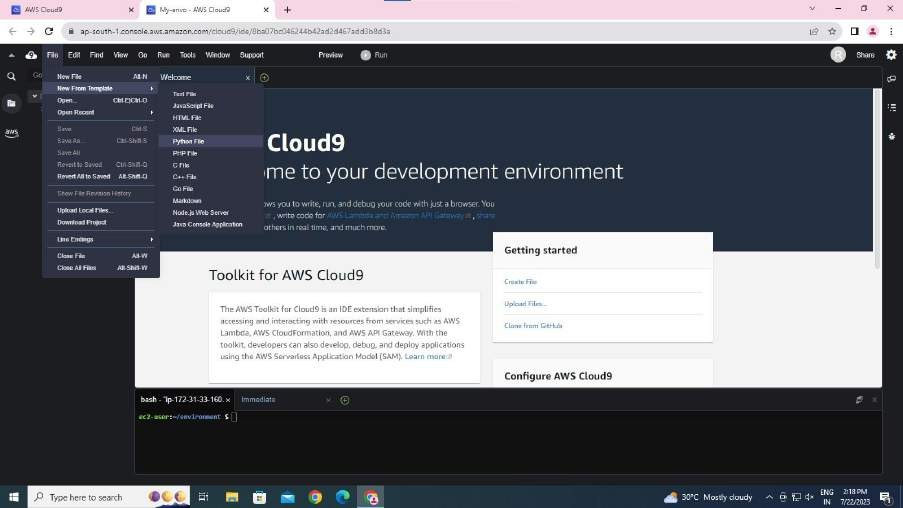 AWS Cloud9
My-envo - AWS Cloud9
ap-south-1.console.aws.amazon.com/cloud9/ide/8ba07bc046244b42ad2d467add3b8d3a
File Edit Find View Go Run Tools Window Support Preview Run
R Share
Go
Welcome
New File Alt-N
New From Template
Open... Ctrl-E|Ctrl-O
Open Recent
Save Ctrl-S
Save As... Ctrl-Shift-S
Save All
Revert to Saved Ctrl-Shift-Q
Revert All to Saved Alt-Shift-Q
Show File Revision History
Upload Local Files...
Download Project
Line Endings
Close File Alt-W
Close All Files Alt-Shift-W
Text File
JavaScript File
HTML File
XML File
Python File
PHP File
C File
C++ File
Go File
Markdown
Node.js Web Server
Java Console Application
aws
Cloud9
ome to your development environment
ows you to write, run, and debug your code with just a browser. You
, write code for AWS Lambda and Amazon API Gateway, share
others in real time, and much more.
Toolkit for AWS Cloud9
The AWS Toolkit for Cloud9 is an IDE extension that simplifies
accessing and interacting with resources from services such as AWS
Lambda, AWS CloudFormation, and AWS API Gateway. With the
toolkit, developers can also develop, debug, and deploy applications
using the AWS Serverless Application Model (SAM). Learn more
Getting started
Create File
Upload Files...
Clone from GitHub
Configure AWS Cloud9
bash - "ip-172-31-33-160.
Immediate
ec2-user:~/environment $
Type here to search
30°C Mostly cloudy
ENG
IN
2:18 PM
7/22/2023